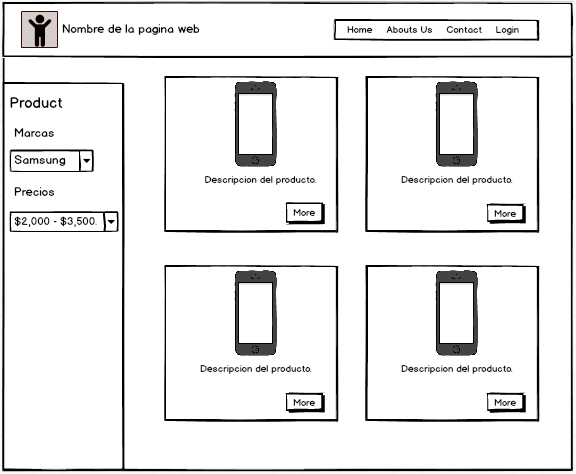 Nombre de la pagina web
Home Abouts Us Contact Login
Product
Marcas
Samsung
Precios
$2,000 - $3,500.
Descripcion del producto.
More
Descripcion del producto.
More
Descripcion del producto.
More
Descripcion del producto.
More